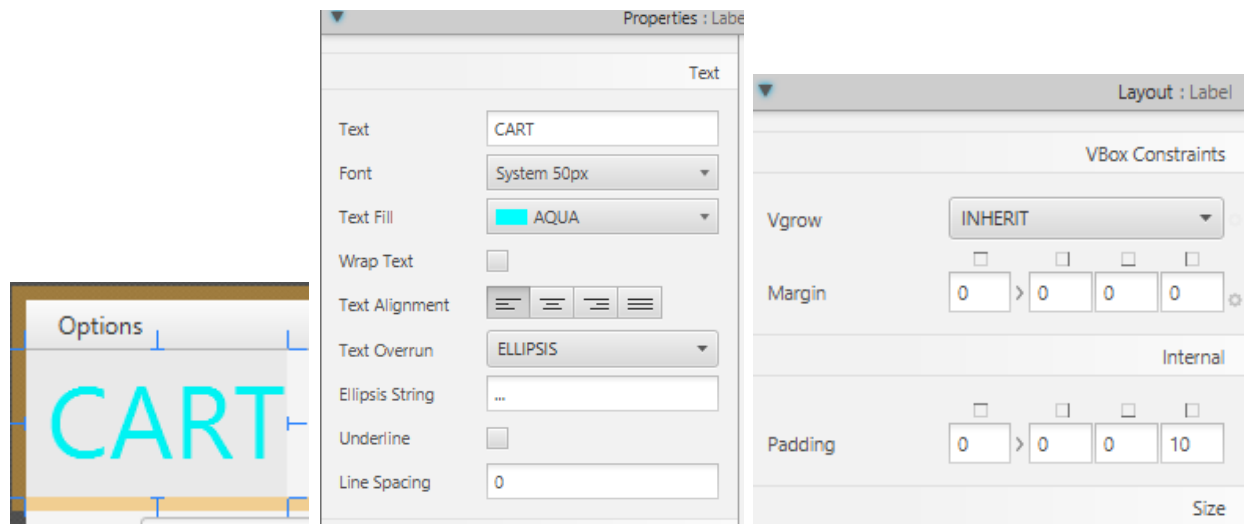 Options
CART
Properties : Labe
Text
Text CART
Font System 50px
Text Fill AQUA
Wrap Text
Text Alignment
Text Overrun ELLIPSIS
Ellipsis String ...
Underline
Line Spacing 0
Layout : Label
VBox Constraints
Vgrow INHERIT
Margin 0 0 0 0
Internal
Padding 0 0 0 10
Size